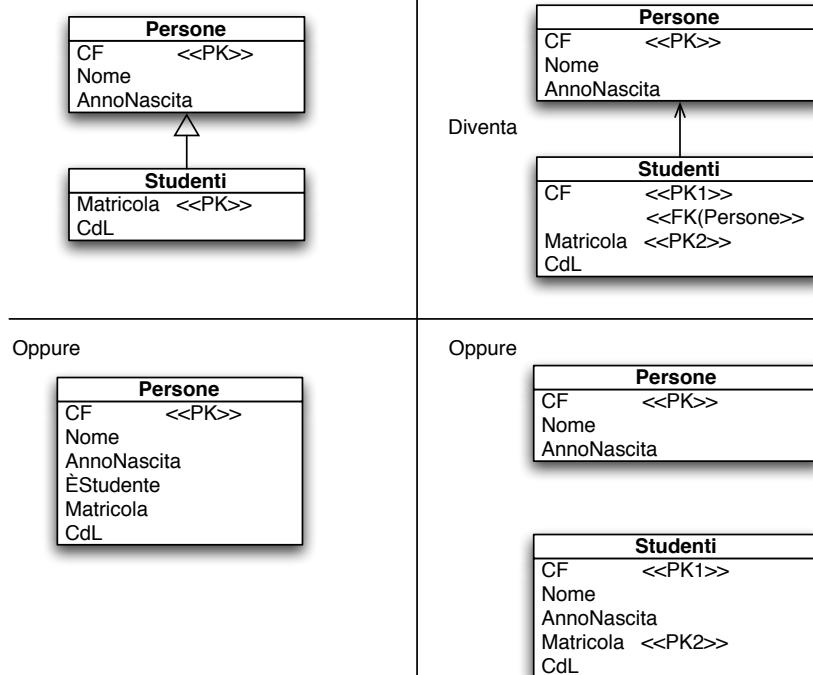 Persone
CF <<PK>>
Nome
AnnoNascita
Studenti
Matricola <<PK>>
CdL
Diventa
Persone
CF <<PK>>
Nome
AnnoNascita
Studenti
CF <<PK1>>
<<FK(Persone>>
Matricola <<PK2>>
CdL
Oppure
Persone
CF <<PK>>
Nome
AnnoNascita
ÈStudente
Matricola
CdL
Oppure
Persone
CF <<PK>>
Nome
AnnoNascita
Studenti
CF <<PK1>>
Nome
AnnoNascita
Matricola <<PK2>>
CdL